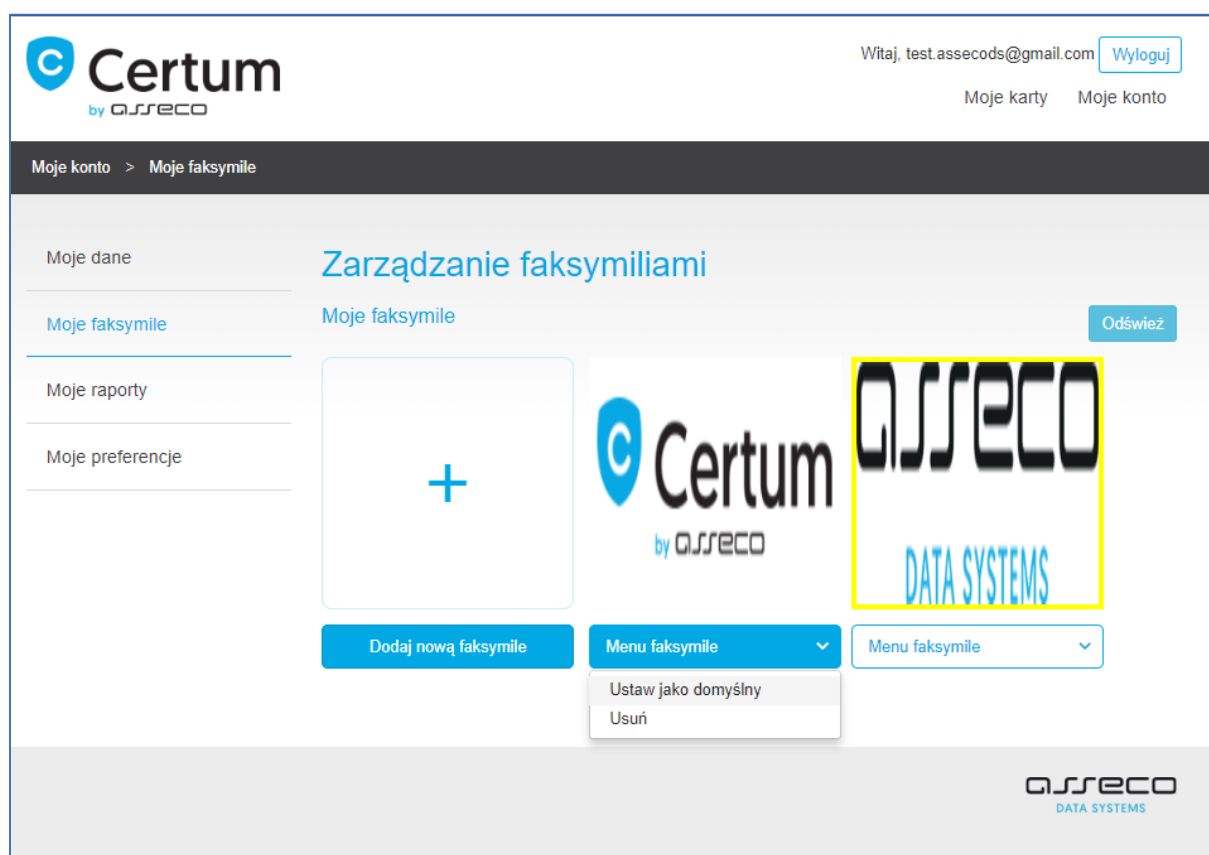 Certum
by asseco
Witaj, test.assecods@gmail.com Wyloguj
Moje karty Moje konto
Moje konto > Moje faksymile
Moje dane
Moje faksymile
Moje raporty
Moje preferencje
Zarządzanie faksymiliami
Moje faksymile
Odśwież
+
Certum
by asseco
asseco
DATA SYSTEMS
Dodaj nową faksymile
Menu faksymile
Menu faksymile
Ustaw jako domyślny
Usuń
asseco
DATA SYSTEMS